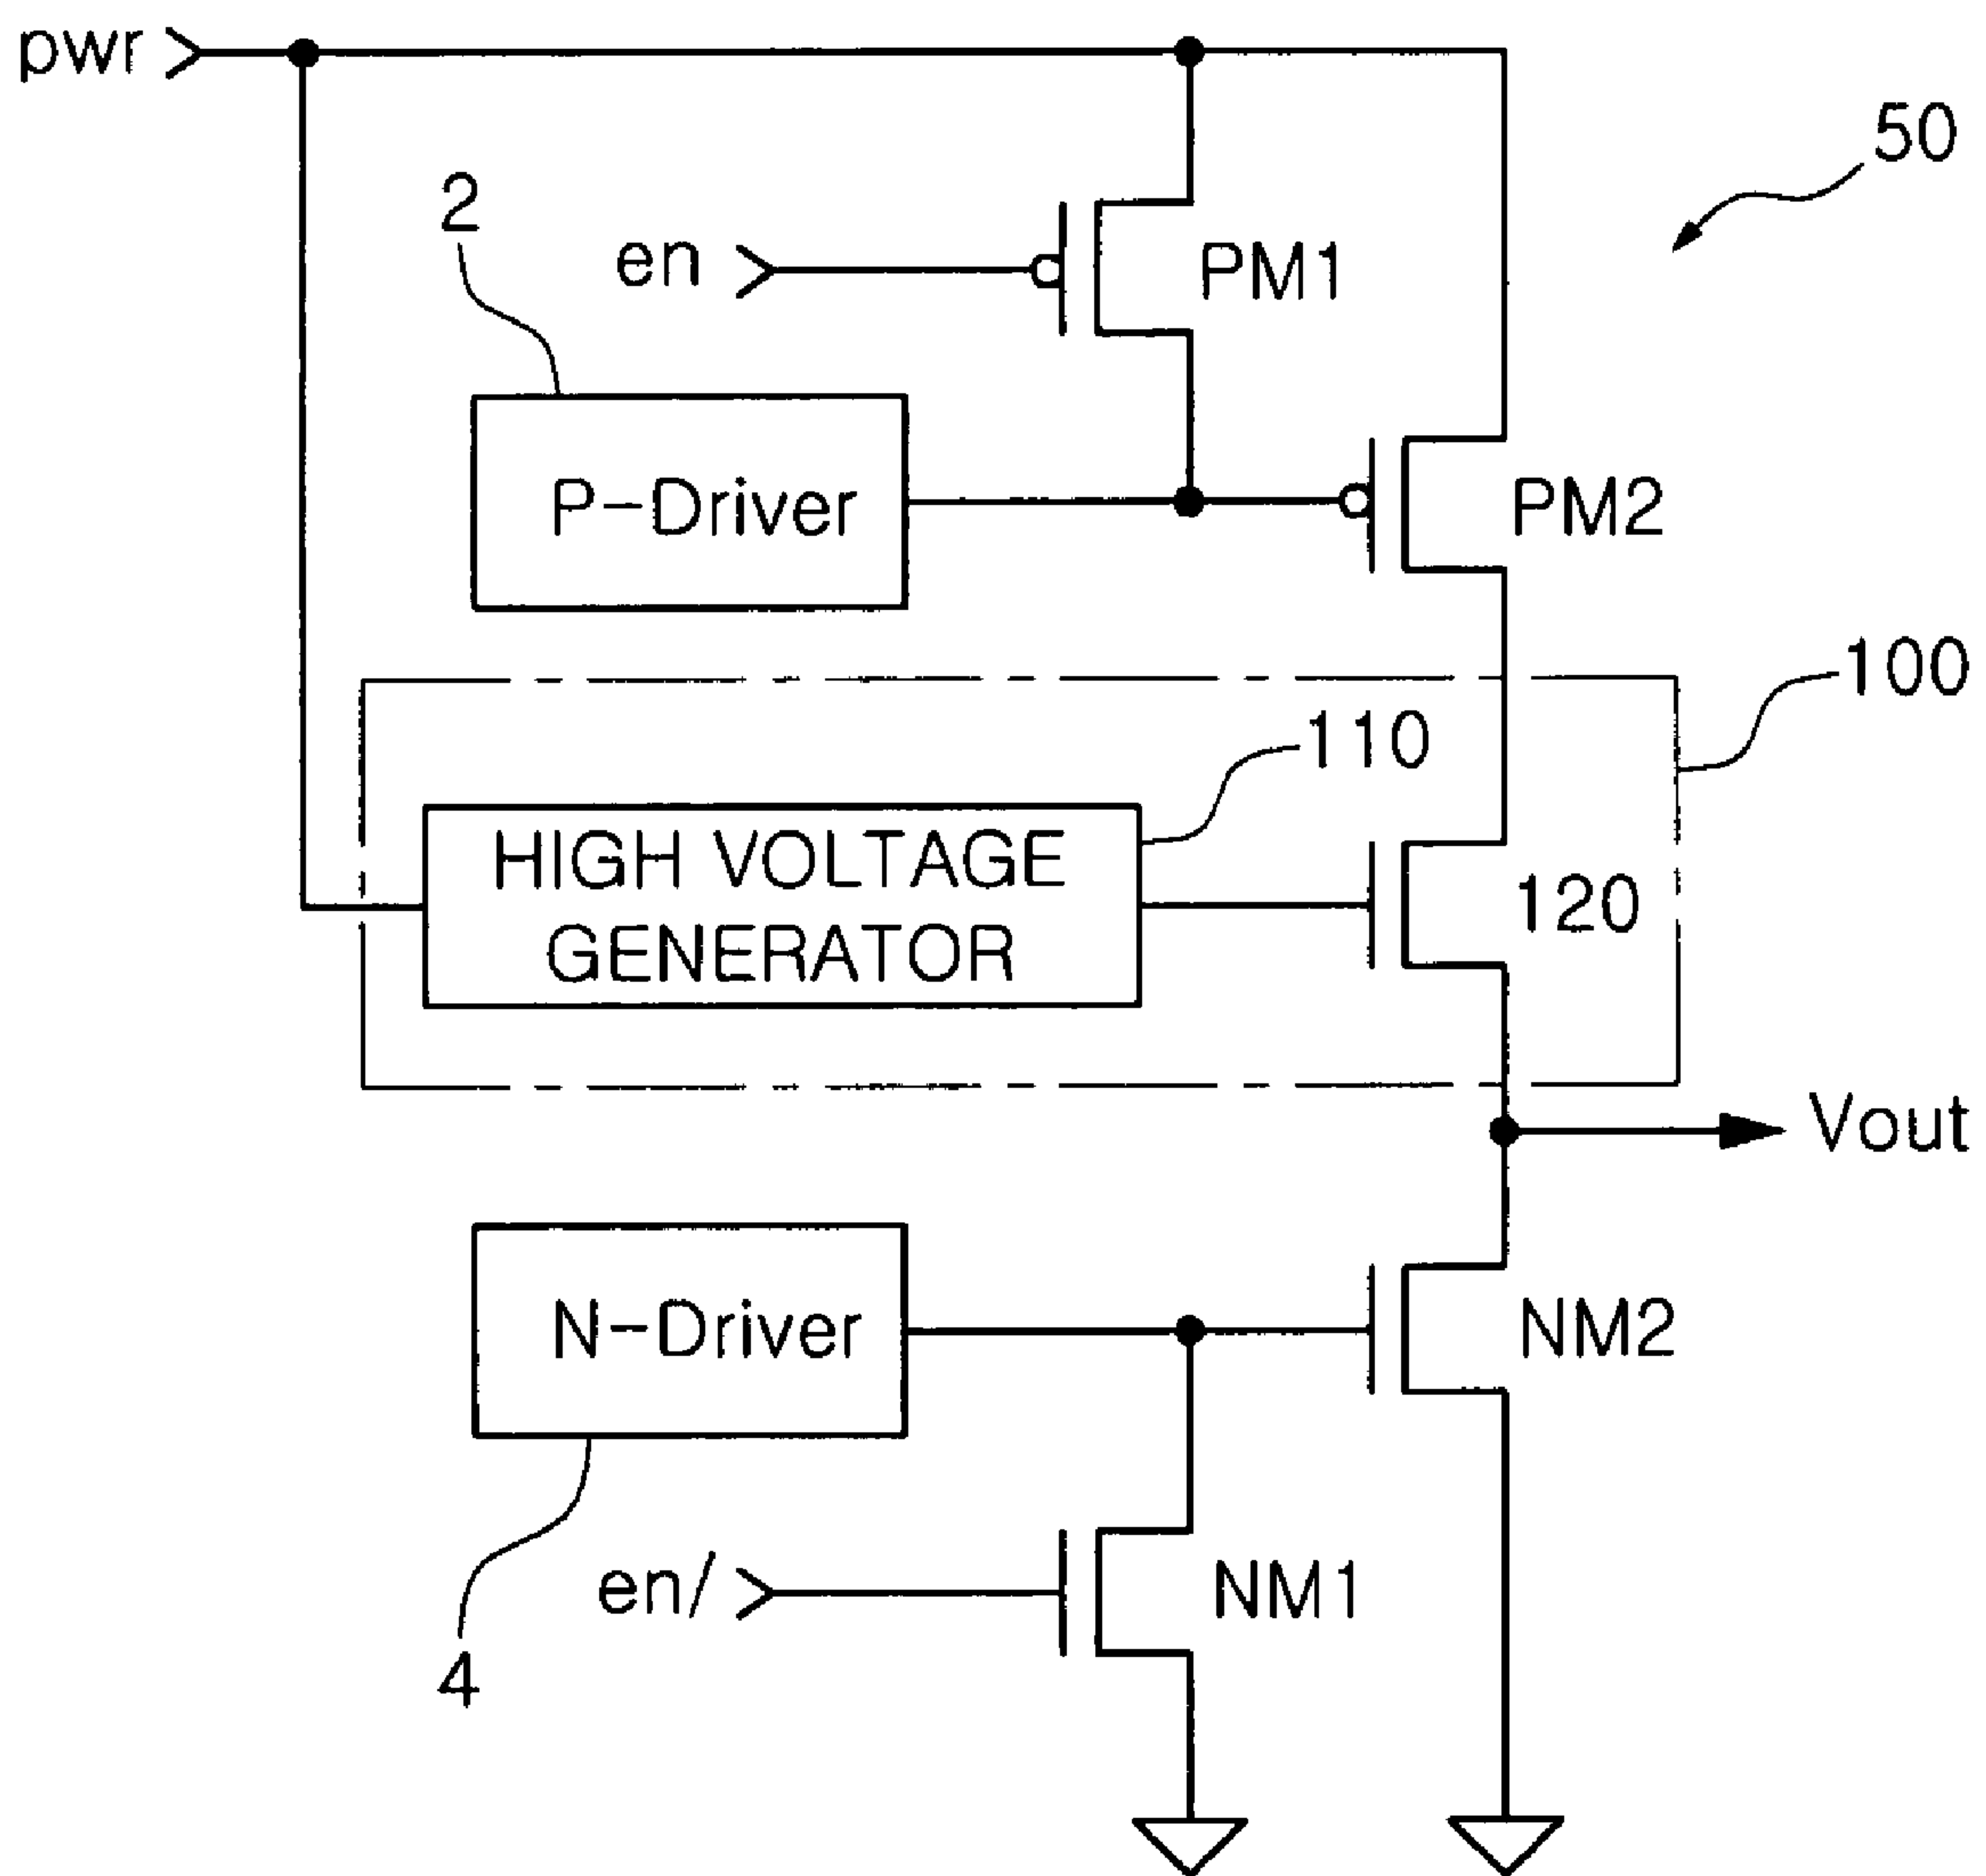 pwr
50
2
en
PM1
P-Driver
PM2
100
110
HIGH VOLTAGE
GENERATOR
120
Vout
N-Driver
NM2
en/
NM1
4